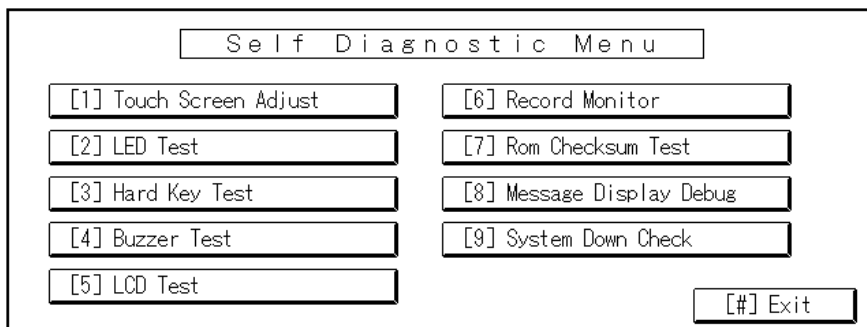 Self Diagnostic Menu
[1] Touch Screen Adjust
[2] LED Test
[3] Hard Key Test
[4] Buzzer Test
[5] LCD Test
[6] Record Monitor
[7] Rom Checksum Test
[8] Message Display Debug
[9] System Down Check
[#] Exit